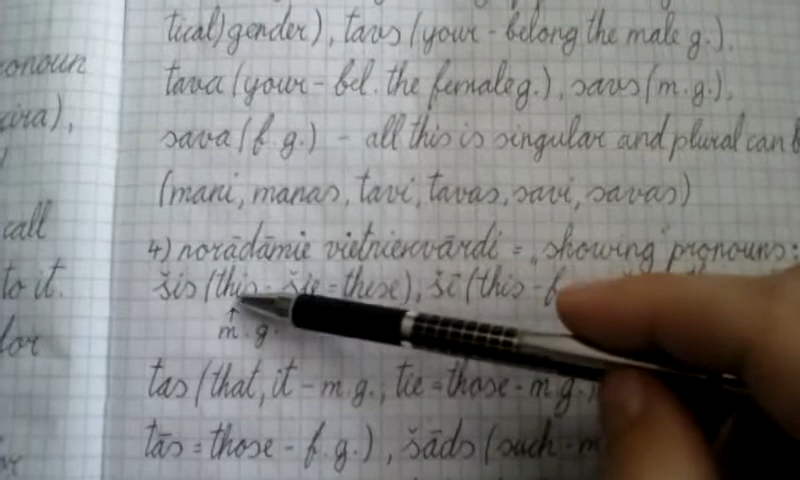 onoun
tical) gender), tavs (your - belong the male g.),
tava (your - bel. the female g.), savs (m. g.),
sava (f. g.) - all this is singular and plural can b
(mani, manas, tavi, tavas, savi, savas)
call
4) norādāmie vietniekvārdi = „showing" pronouns:
to it.
šis (this - šie = these), šī (this - f
↑
m. g.
for
tas (that, it - m. g., tie = those - m g.
tās = those - f. g.), šāds (such - m